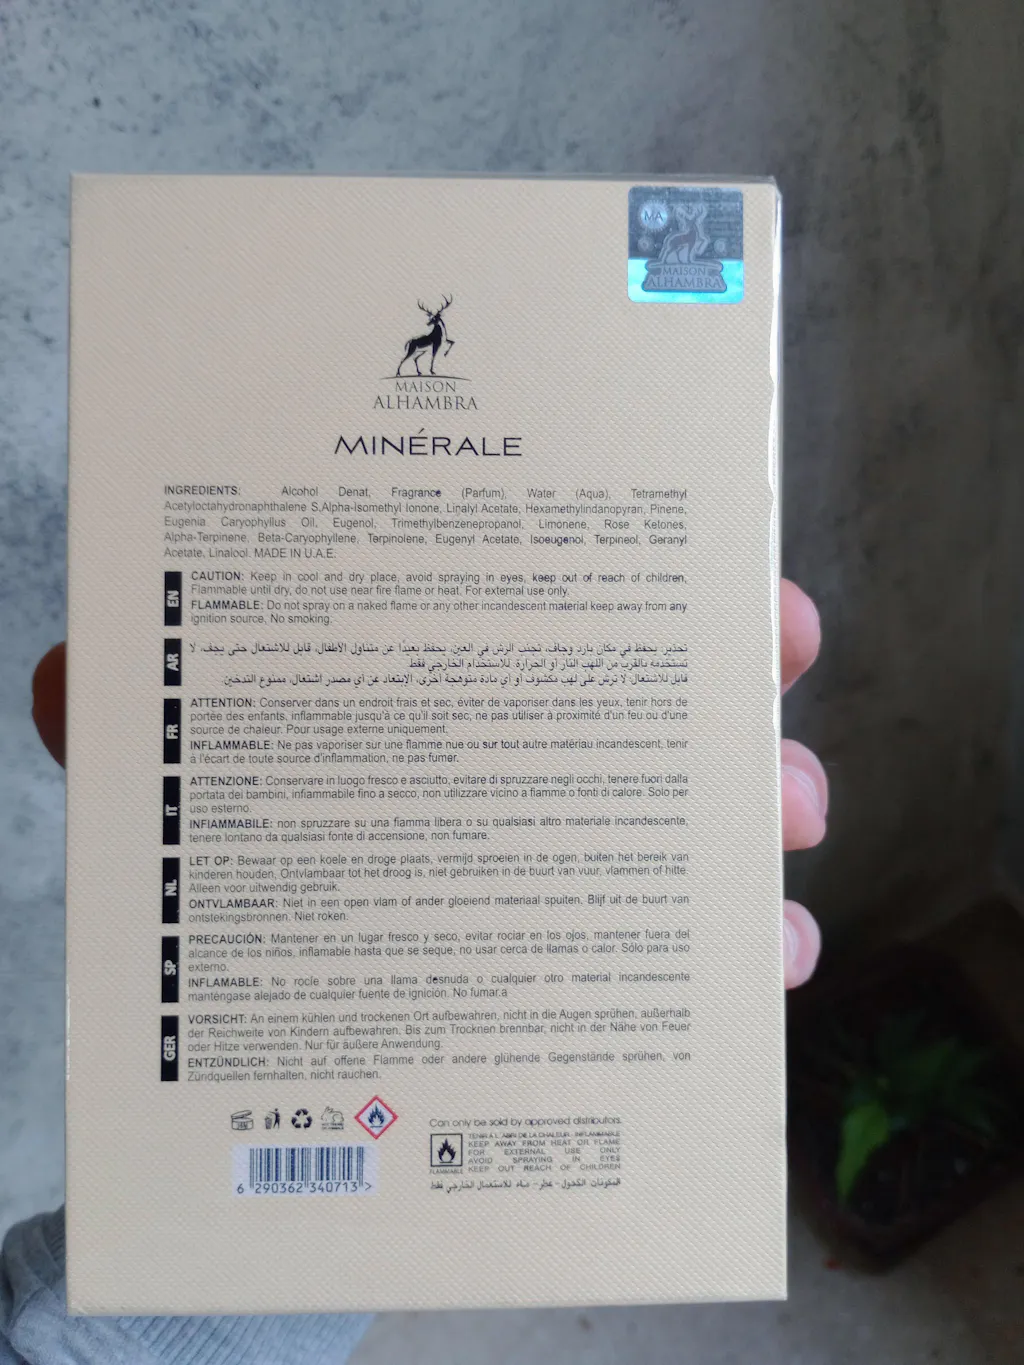 MA
MAISON
ALHAMBRA
MAISON
ALHAMBRA
MINÉRALE
INGREDIENTS: Alcohol Denat, Fragrance (Parfum), Water (Aqua), Tetramethyl
Acetyloctahydronaphthalene S,Alpha-Isomethyl Ionone, Linalyl Acetate, Hexamethylindanopyran, Pinene,
Eugenia Caryophyllus Oil, Eugenol, Trimethylbenzenepropanol, Limonene, Rose Ketones,
Alpha-Terpinene, Beta-Caryophyllene, Terpinolene, Eugenyl Acetate, Isoeugenol, Terpineol, Geranyl
Acetate, Linalool. MADE IN U.A.E.
EN
CAUTION: Keep in cool and dry place, avoid spraying in eyes, keep out of reach of children,
Flammable until dry, do not use near fire flame or heat. For external use only.
FLAMMABLE: Do not spray on a naked flame or any other incandescent material keep away from any
ignition source. No smoking.
AR
تحذير: يحفظ في مكان بارد وجاف، تجنب الرش في العين، يحفظ بعيدًا عن متناول الأطفال، قابل للاشتعال حتى يجف، لا
تستخدمه بالقرب من اللهب النار أو الحرارة. للاستخدام الخارجي فقط
قابل للاشتعال: لا ترش على لهب مكشوف أو أي مادة متوهجة أخرى، الابتعاد عن أي مصدر اشتعال، ممنوع التدخين.
FR
ATTENTION: Conserver dans un endroit frais et sec, éviter de vaporiser dans les yeux, tenir hors de
portée des enfants, inflammable jusqu'à ce qu'il soit sec, ne pas utiliser à proximité d'un feu ou d'une
source de chaleur. Pour usage externe uniquement.
INFLAMMABLE: Ne pas vaporiser sur une flamme nue ou sur tout autre matériau incandescent, tenir
à l'écart de toute source d'inflammation, ne pas fumer.
IT
ATTENZIONE: Conservare in luogo fresco e asciutto, evitare di spruzzare negli occhi, tenere fuori dalla
portata dei bambini, infiammabile fino a secco, non utilizzare vicino a fiamme o fonti di calore. Solo per
uso esterno.
INFIAMMABILE: non spruzzare su una fiamma libera o su qualsiasi altro materiale incandescente,
tenere lontano da qualsiasi fonte di accensione, non fumare.
NL
LET OP: Bewaar op een koele en droge plaats, vermijd sproeien in de ogen, buiten het bereik van
kinderen houden, Ontvlambaar tot het droog is, niet gebruiken in de buurt van vuur, vlammen of hitte.
Alleen voor uitwendig gebruik.
ONTVLAMBAAR: Niet in een open vlam of ander gloeiend materiaal spuiten. Blijf uit de buurt van
ontstekingsbronnen. Niet roken.
SP
PRECAUCIÓN: Mantener en un lugar fresco y seco, evitar rociar en los ojos, mantener fuera del
alcance de los niños, inflamable hasta que se seque, no usar cerca de llamas o calor. Sólo para uso
externo.
INFLAMABLE: No rocíe sobre una llama desnuda o cualquier otro material incandescente
manténgase alejado de cualquier fuente de ignición. No fumar.a
GER
VORSICHT: An einem kühlen und trockenen Ort aufbewahren, nicht in die Augen sprühen, außerhalb
der Reichweite von Kindern aufbewahren. Bis zum Trocknen brennbar, nicht in der Nähe von Feuer
oder Hitze verwenden. Nur für äußere Anwendung.
ENTZÜNDLICH: Nicht auf offene Flamme oder andere glühende Gegenstände sprühen, von
Zündquellen fernhalten, nicht rauchen.
Can only be sold by approved distributors.
TENIR A L'ABRI DE LA CHALEUR. INFLAMMABLE
KEEP AWAY FROM HEAT OR FLAME
FOR EXTERNAL USE ONLY
AVOID SPRAYING IN EYES
KEEP OUT REACH OF CHILDREN
FLAMMABLE
المكونات الكحول - عطر - ماء للاستعمال الخارجي فقط
6 290362 340713 >